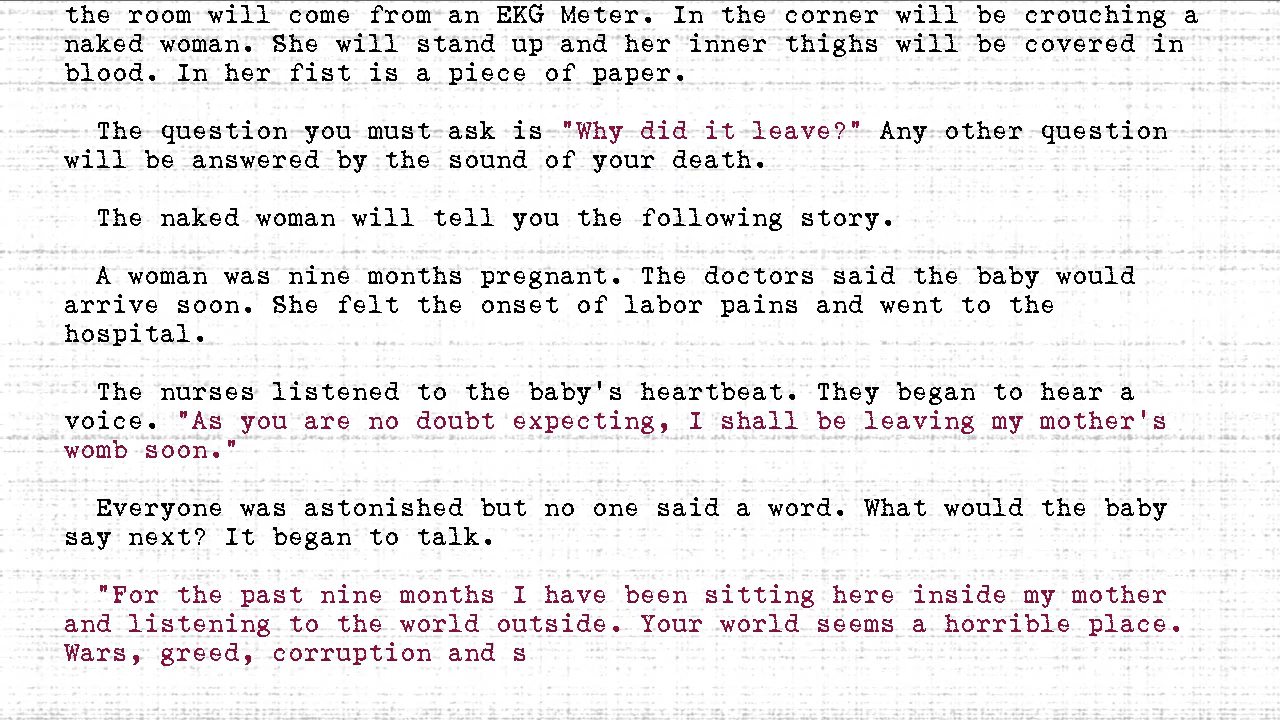 the room will come from an EKG Meter. In the corner will be crouching a
naked woman. She will stand up and her inner thighs will be covered in
blood. In her fist is a piece of paper.
The question you must ask is "Why did it leave?" Any other question
will be answered by the sound of your death.
The naked woman will tell you the following story.
A woman was nine months pregnant. The doctors said the baby would
arrive soon. She felt the onset of labor pains and went to the
hospital.
The nurses listened to the baby's heartbeat. They began to hear a
voice. "As you are no doubt expecting, I shall be leaving my mother's
womb soon."
Everyone was astonished but no one said a word. What would the baby
say next? It began to talk.
"For the past nine months I have been sitting here inside my mother
and listening to the world outside. Your world seems a horrible place.
Wars, greed, corruption and s